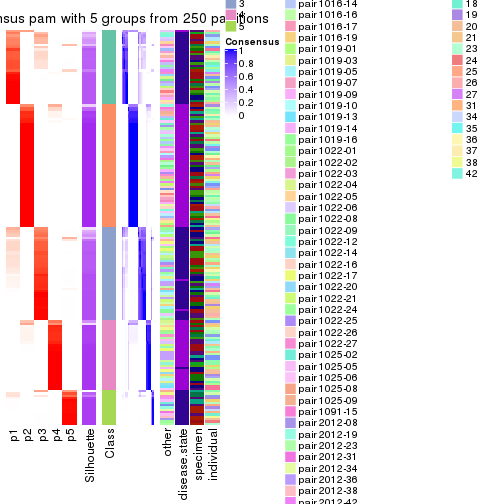 nsus pam with 5 groups from 250 partitions
3
4
5
Consensus
1
0.8
0.6
0.4
0.2
0
p1
p2
p3
p4
p5
Silhouette
Class
other
disease.state
specimen
individual
pair1016-14
pair1016-16
pair1016-17
pair1016-19
pair1019-01
pair1019-03
pair1019-05
pair1019-07
pair1019-09
pair1019-10
pair1019-13
pair1019-14
pair1019-16
pair1022-01
pair1022-02
pair1022-03
pair1022-04
pair1022-05
pair1022-06
pair1022-08
pair1022-09
pair1022-12
pair1022-14
pair1022-16
pair1022-17
pair1022-20
pair1022-21
pair1022-24
pair1022-25
pair1022-26
pair1022-27
pair1025-02
pair1025-05
pair1025-06
pair1025-08
pair1025-09
pair1091-15
pair2012-08
pair2012-19
pair2012-23
pair2012-31
pair2012-34
pair2012-36
pair2012-38
pair2012-42
18
19
20
21
23
24
25
26
27
31
34
35
36
37
38
42